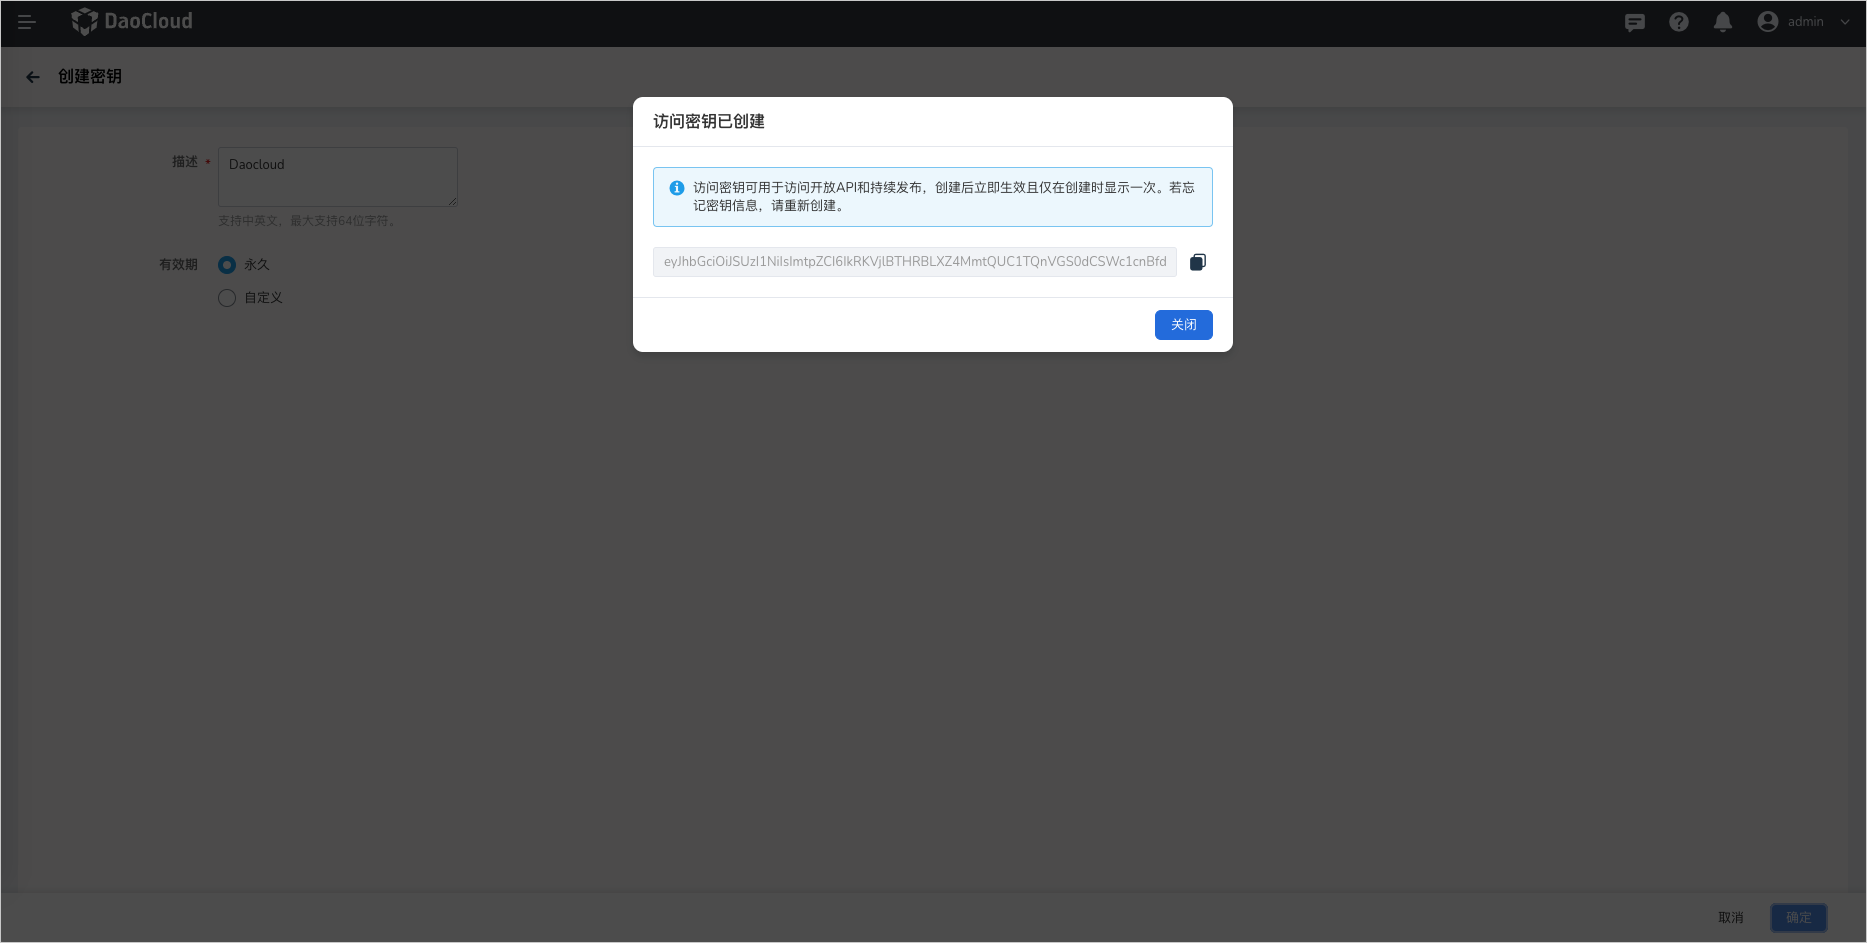 DaoCloud
admin
创建密钥
访问密钥已创建
描述 *
Daocloud
访问密钥可用于访问开放API和持续发布，创建后立即生效且仅在创建时显示一次。若忘
记密钥信息，请重新创建。
支持中英文，最大支持64位字符。
有效期
永久
eyJhbGciOiJSUzI1NiIsImtpZCI6IkRKVjlBTHRBLXZ4MmtQUC1TQnVGS0dCSWc1cnBfd
自定义
关闭
取消
确定